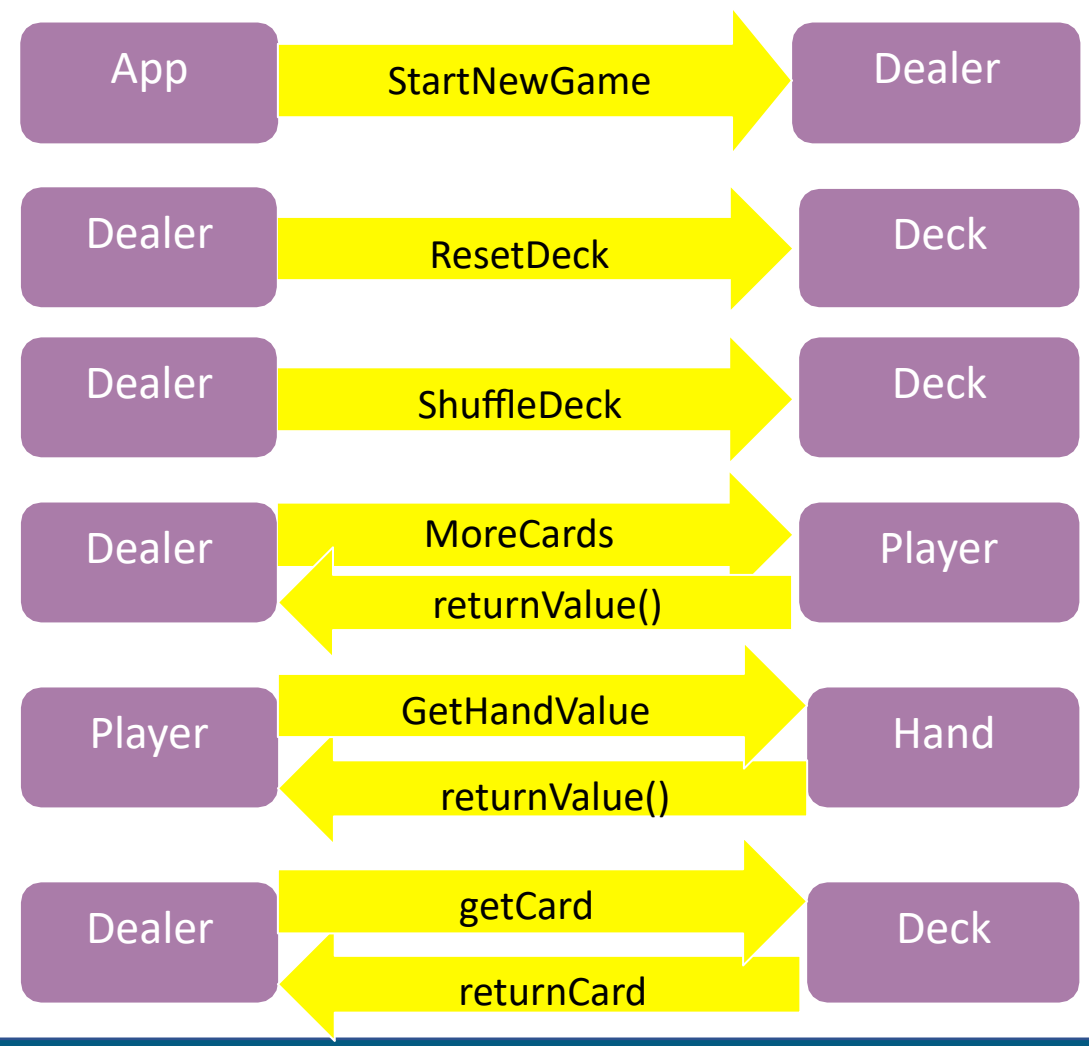 App
StartNewGame
Dealer
Dealer
ResetDeck
Deck
Dealer
ShuffleDeck
Deck
Dealer
MoreCards
Player
returnValue()
Player
GetHandValue
Hand
returnValue()
Dealer
getCard
Deck
returnCard